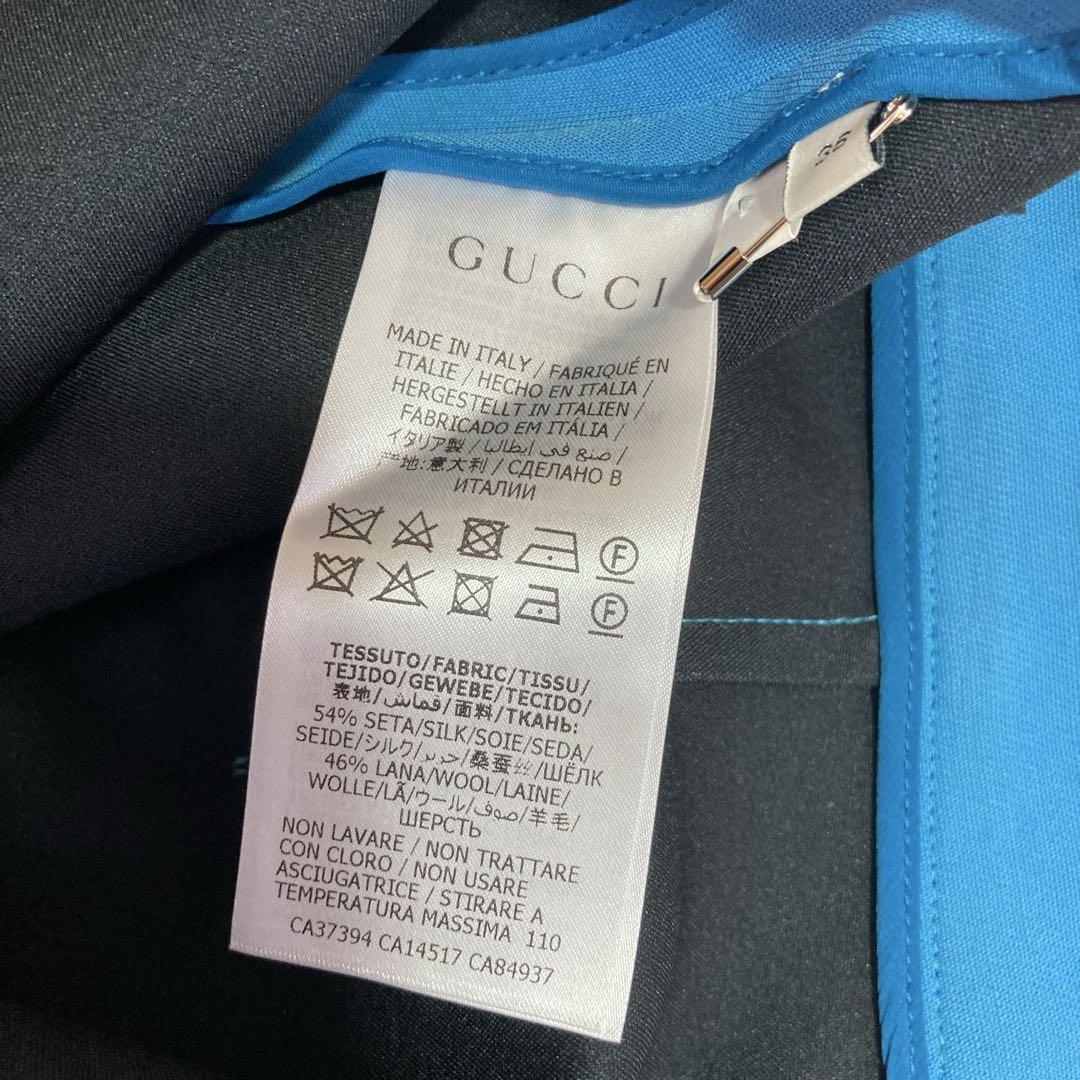 36
GUCCI
MADE IN ITALY / FABRIQUÉ EN
ITALIE / HECHO EN ITALIA /
HERGESTELLT IN ITALIEN /
FABRICADO EM ITÁLIA /
イタリア製 / صنع في ايطاليا /
产地:意大利 / СДЕЛАНО В
ИТАЛИИ
F
F
TESSUTO/FABRIC/TISSU/
TEJIDO/GEWEBE/TECIDO/
表地/قماش/面料/ТКАНЬ:
54% SETA/SILK/SOIE/SEDA/
SEIDE/シルク/حرير/桑蚕丝/ШЁЛК
46% LANA/WOOL/LAINE/
WOLLE/LÃ/ウール/صوف/羊毛/
ШЕРСТЬ
NON LAVARE / NON TRATTARE
CON CLORO / NON USARE
ASCIUGATRICE / STIRARE A
TEMPERATURA MASSIMA 110
CA37394 CA14517 CA84937